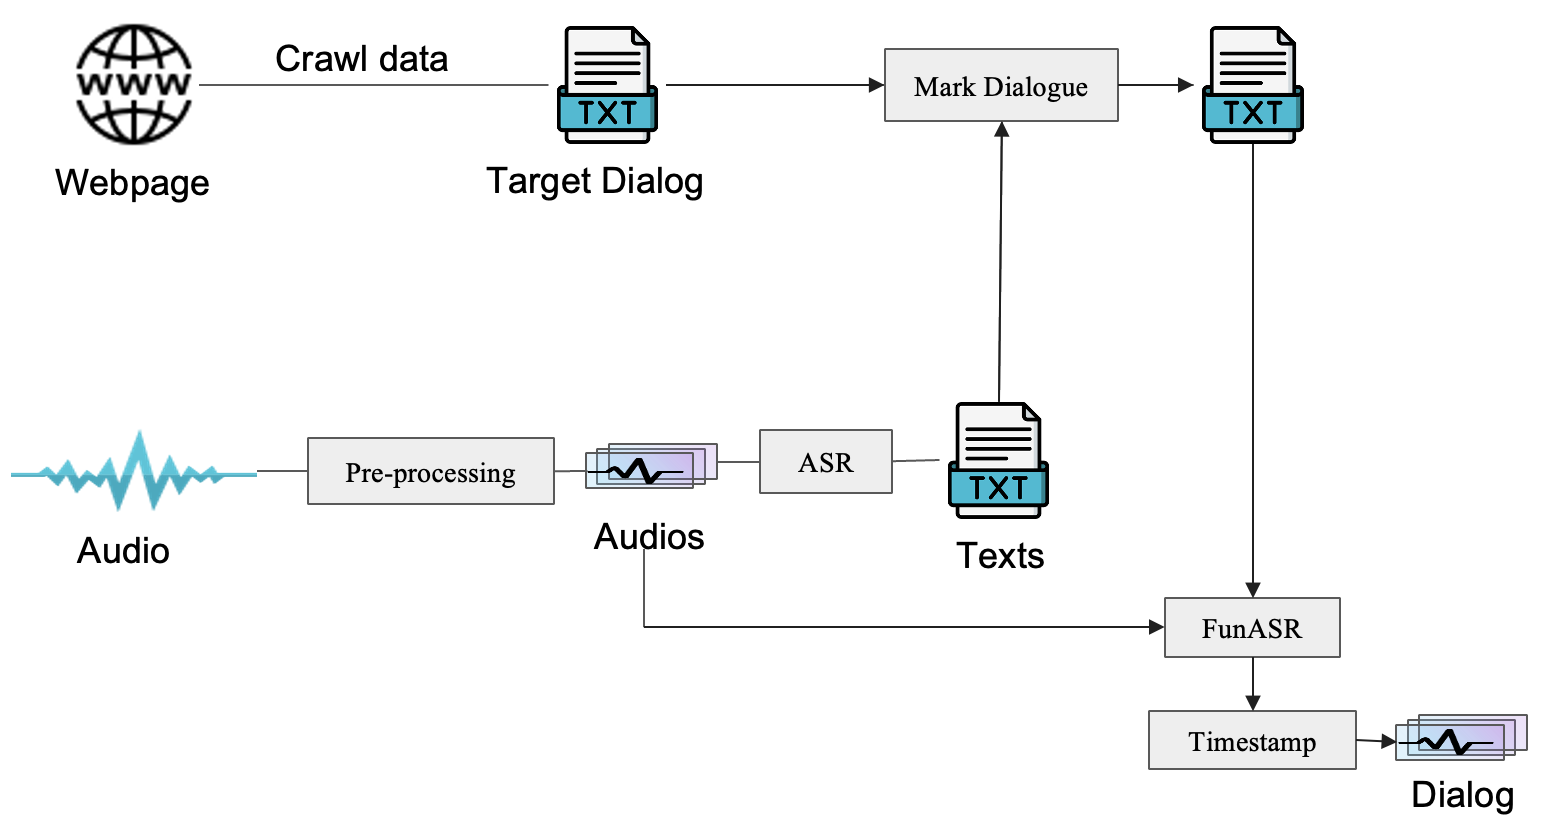 WWW
Crawl data
TXT
Mark Dialogue
TXT
Webpage
Target Dialog
Pre-processing
ASR
TXT
Audio
Audios
Texts
FunASR
Timestamp
Dialog